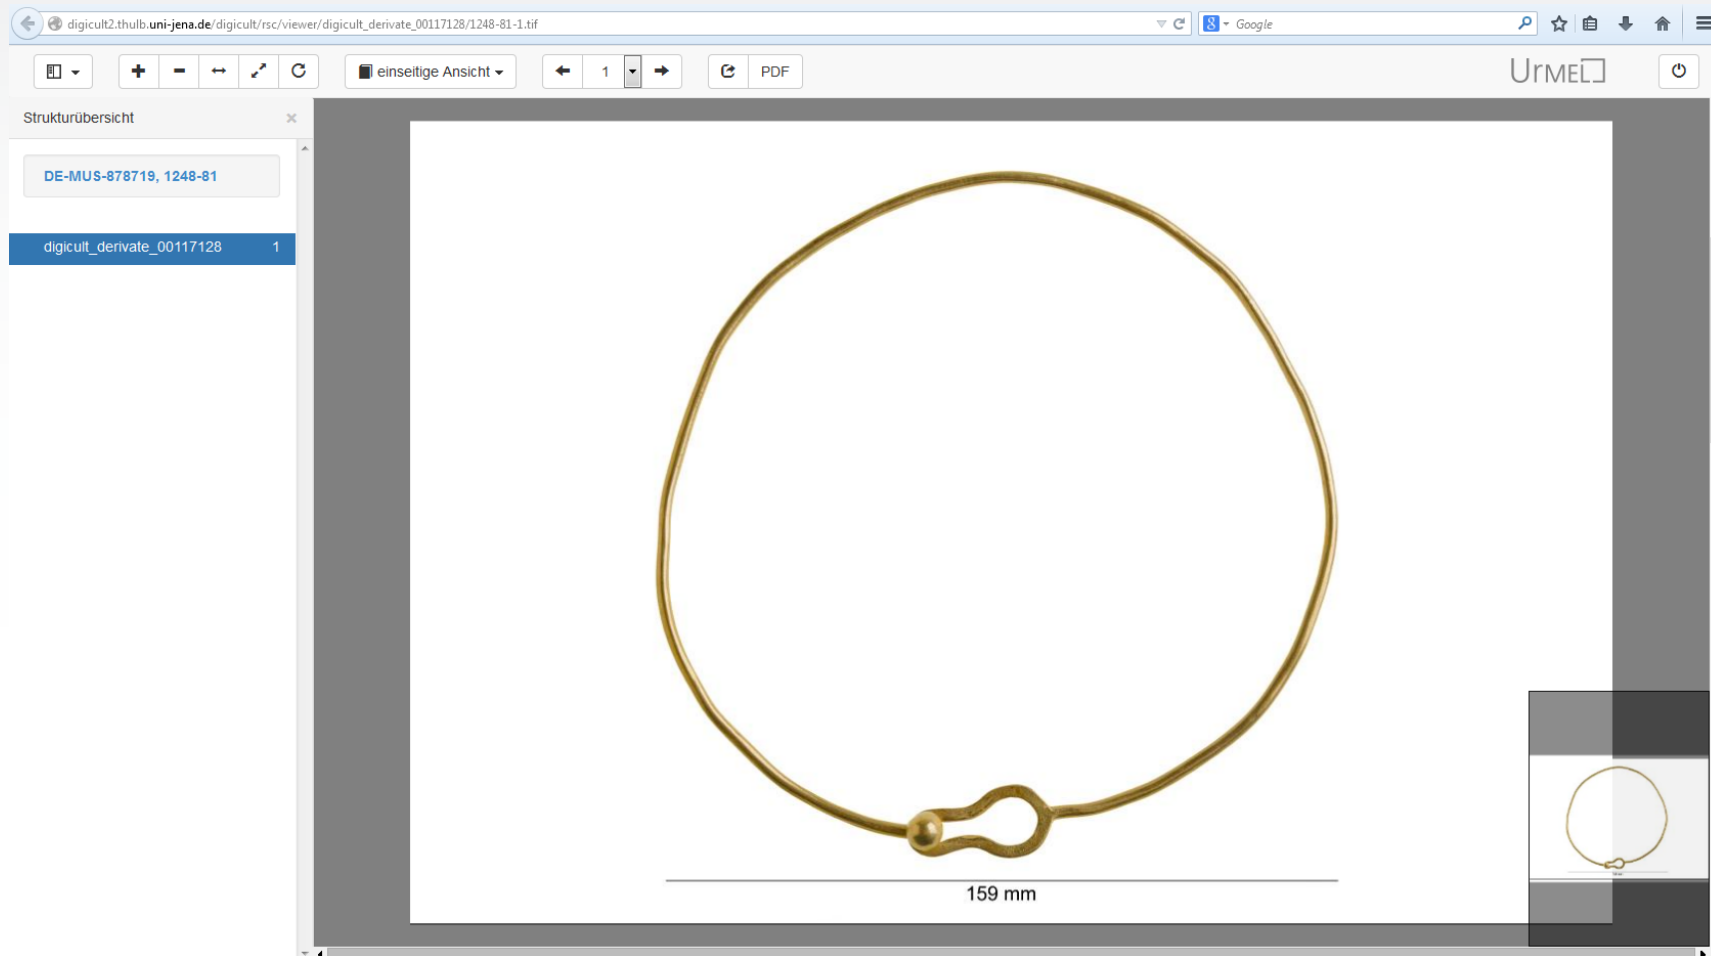 digicult2.thulb.uni-jena.de/digicult/rsc/viewer/digicult_derivate_00117128/1248-81-1.tif
8 Google
einseitige Ansicht
1
PDF
UrMEL
Strukturübersicht
DE-MUS-878719, 1248-81
digicult_derivate_00117128 1
159 mm